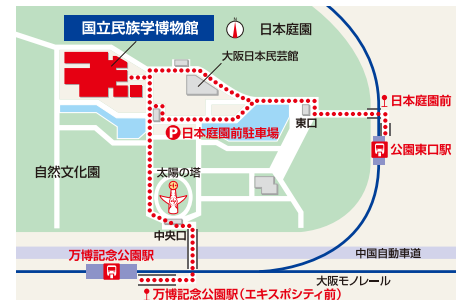 国立民族学博物館
N
日本庭園
大阪日本民芸館
日本庭園前
東口
P 日本庭園前駐車場
公園東口駅
自然文化園
太陽の塔
中央口
万博記念公園駅
中国自動車道
大阪モノレール
万博記念公園駅（エキスポシティ前）